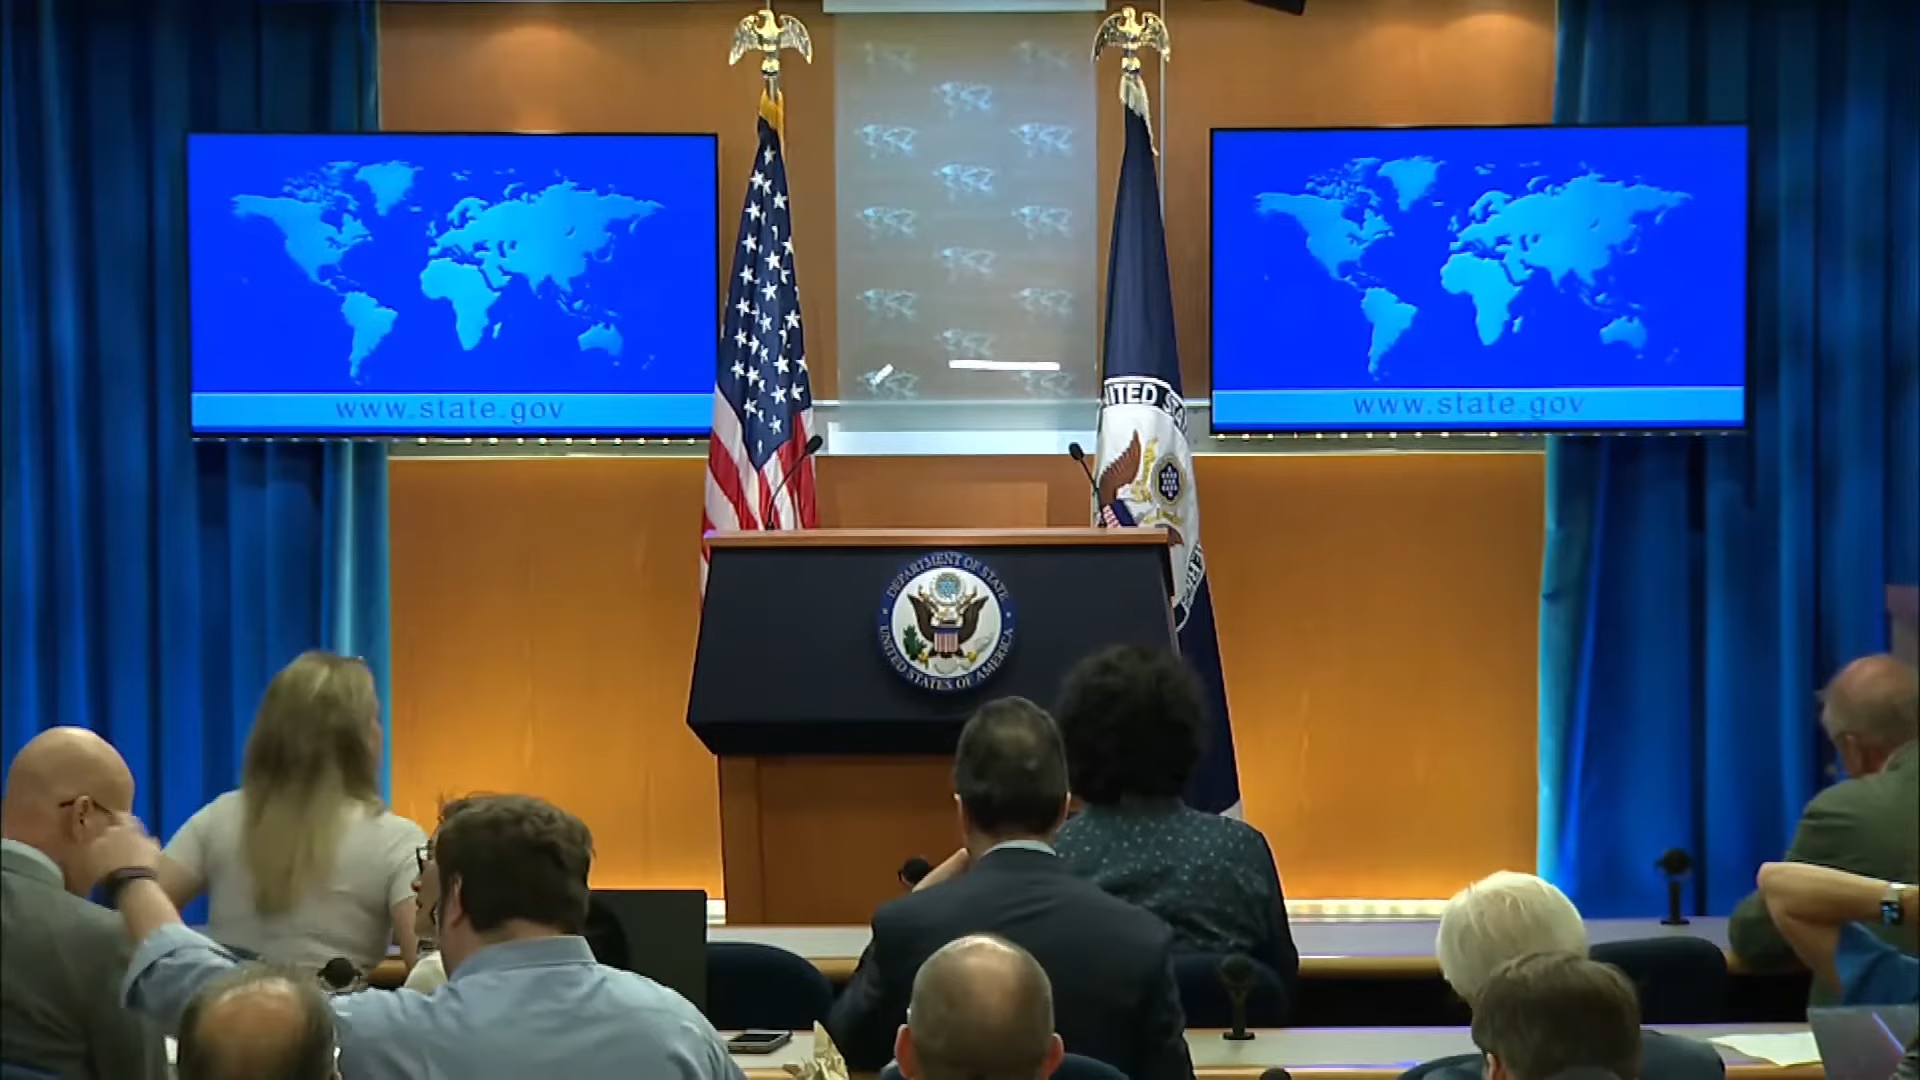 www.state.gov
www.state.gov
UNITED STA
DEPARTMENT OF STATE
UNITED STATES OF AMERICA